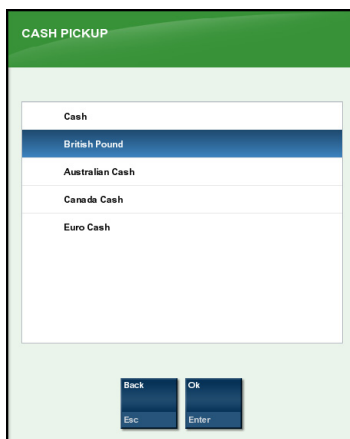 CASH PICKUP
Cash
British Pound
Australian Cash
Canada Cash
Euro Cash
Back Ok
Esc Enter